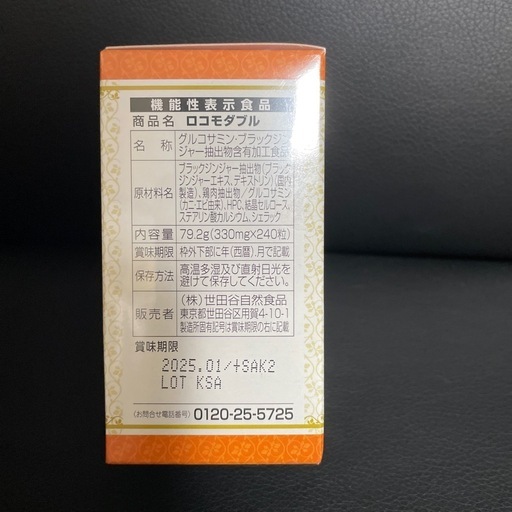 機能性表示食品
商品名 ロコモダブル
名称 グルコサミン・ブラックジン
ジャー抽出物含有加工食品
原材料名 ブラックジンジャー抽出物(ブラック
ジンジャーエキス、デキストリン)(国内
製造)、鶏肉抽出物/グルコサミン
(カニ・エビ由来)、HPC、結晶セルロース、
ステアリン酸カルシウム、シェラック
内容量 79.2g(330mg×240粒)
賞味期限 枠外下部に年(西暦)、月で記載
保存方法 高温多湿及び直射日光を
避けて保存してください。
販売者 (株)世田谷自然食品
東京都世田谷区用賀4-10-1
製造所固有記号は賞味期限の右に記載
賞味期限
2025.01/+SAK2
LOT KSA
〈お問合せ電話番号〉 0120-25-5725